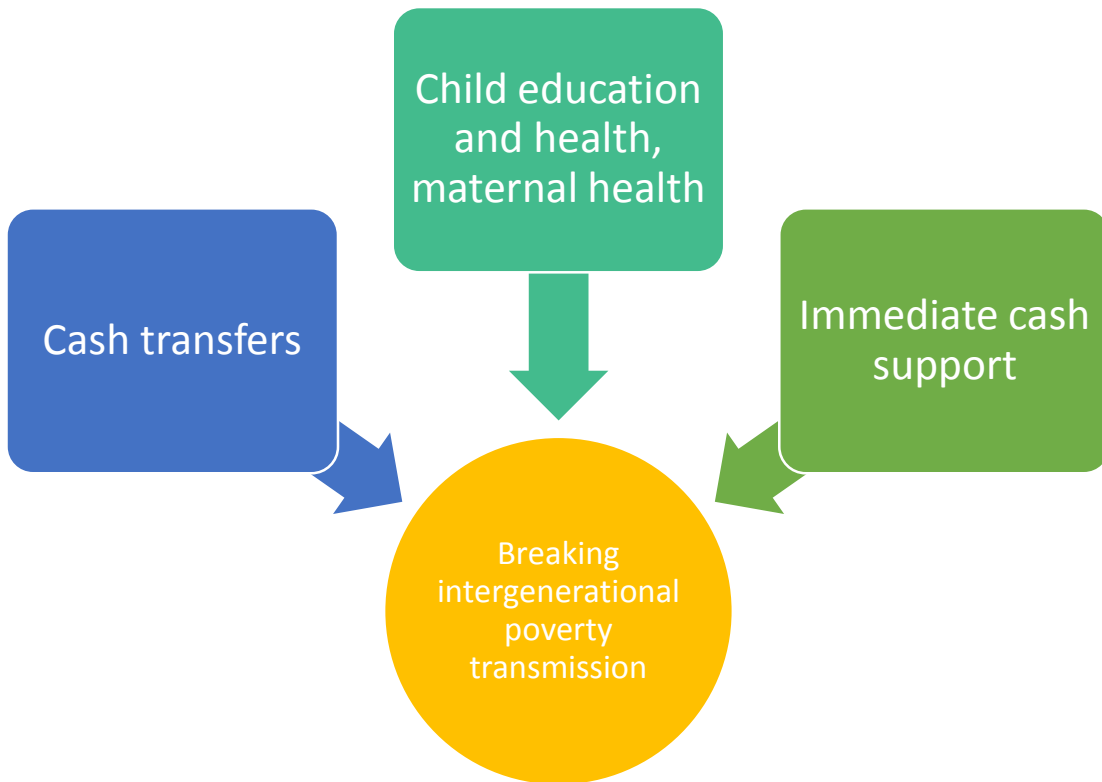 Child education
and health,
maternal health
Cash transfers
Immediate cash
support
Breaking
intergenerational
poverty
transmission